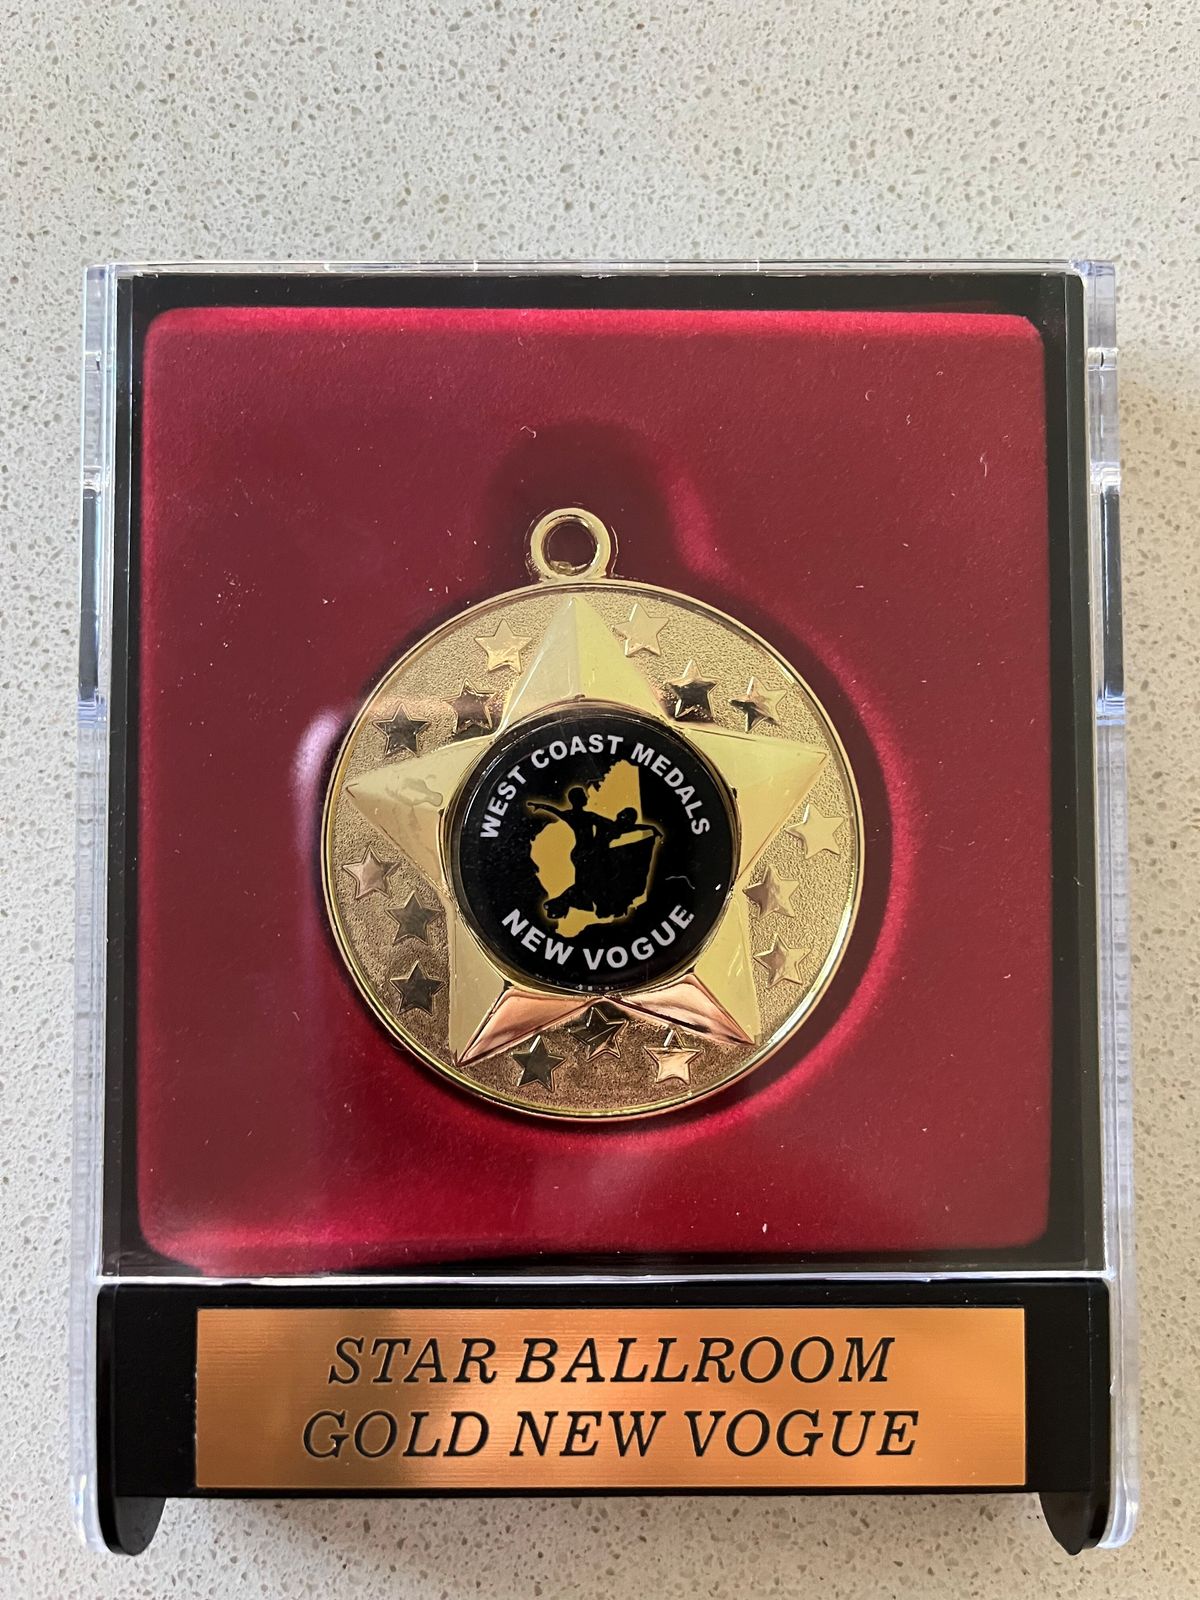 WEST COAST MEDALS
NEW VOGUE
STAR BALLROOM
GOLD NEW VOGUE